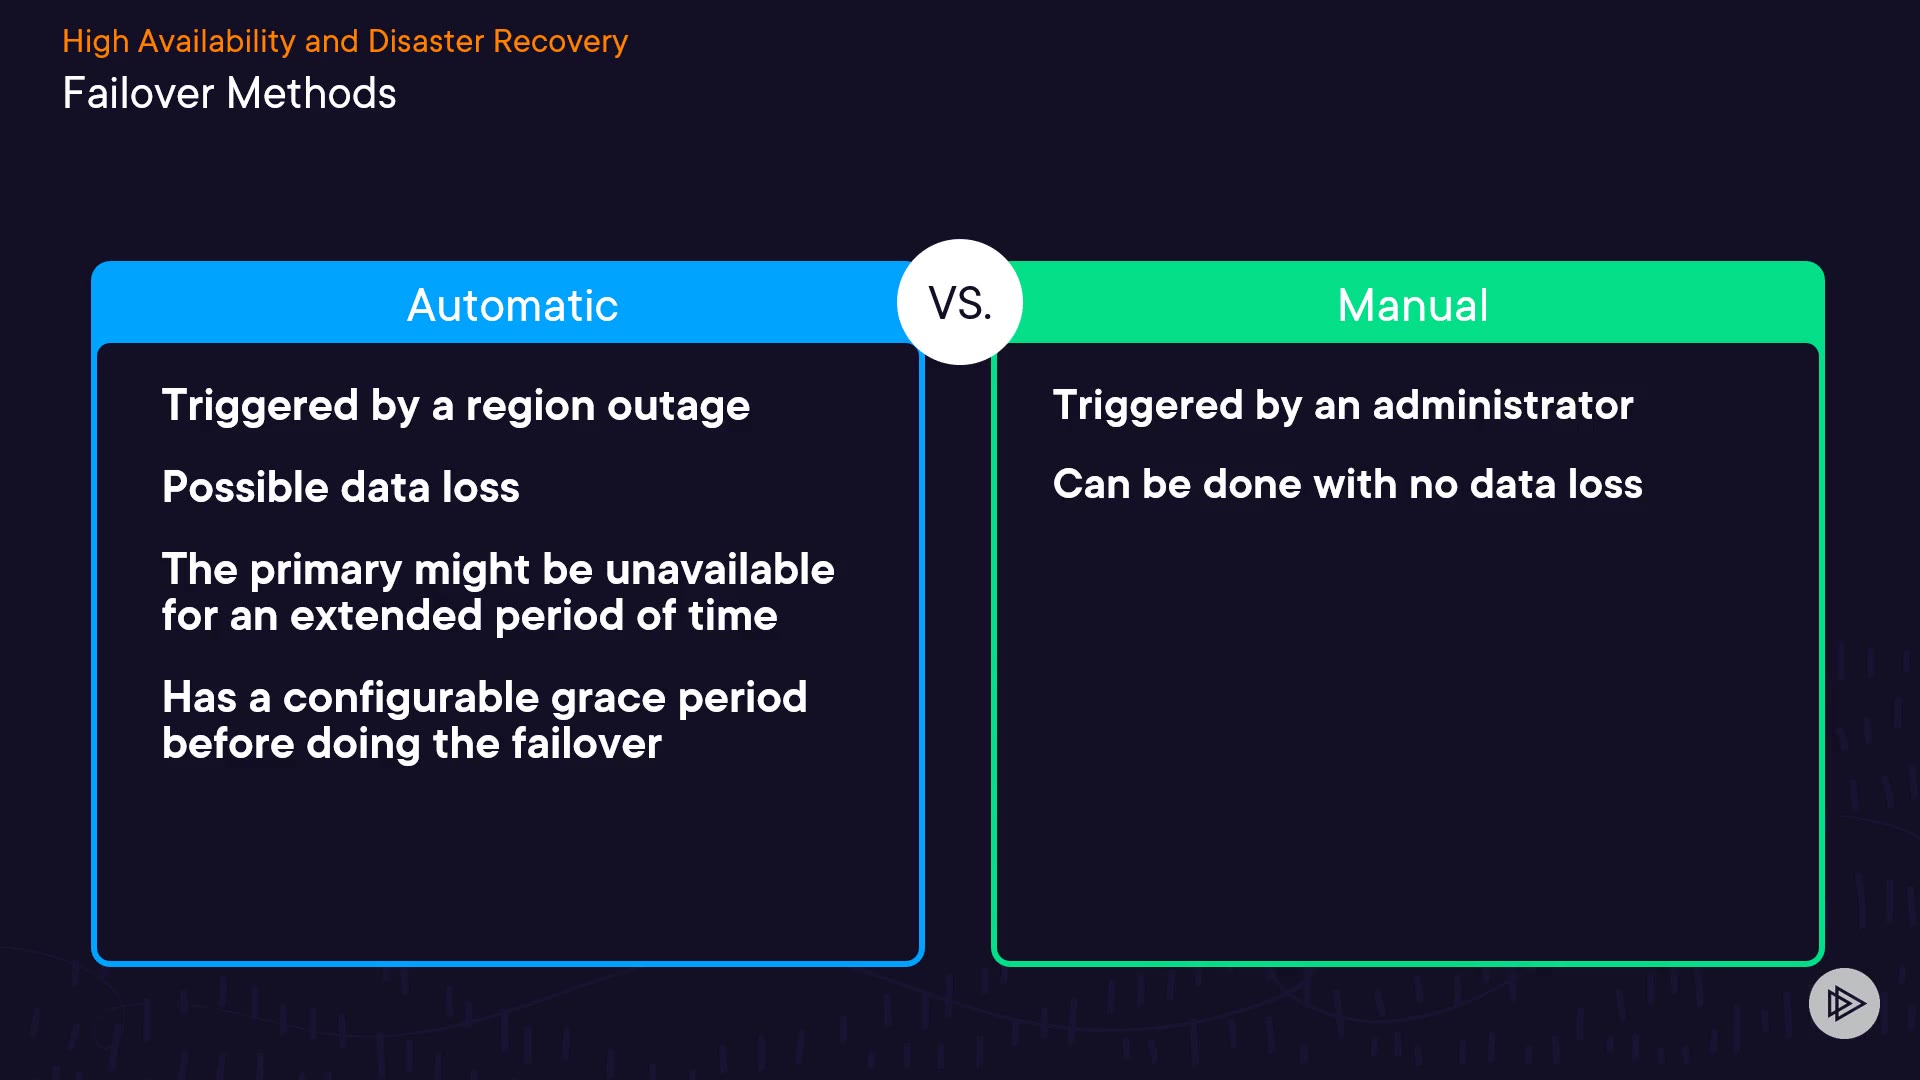 High Availability and Disaster Recovery
Failover Methods
Automatic
VS.
Manual
Triggered by a region outage
Possible data loss
The primary might be unavailable
for an extended period of time
Has a configurable grace period
before doing the failover
Triggered by an administrator
Can be done with no data loss